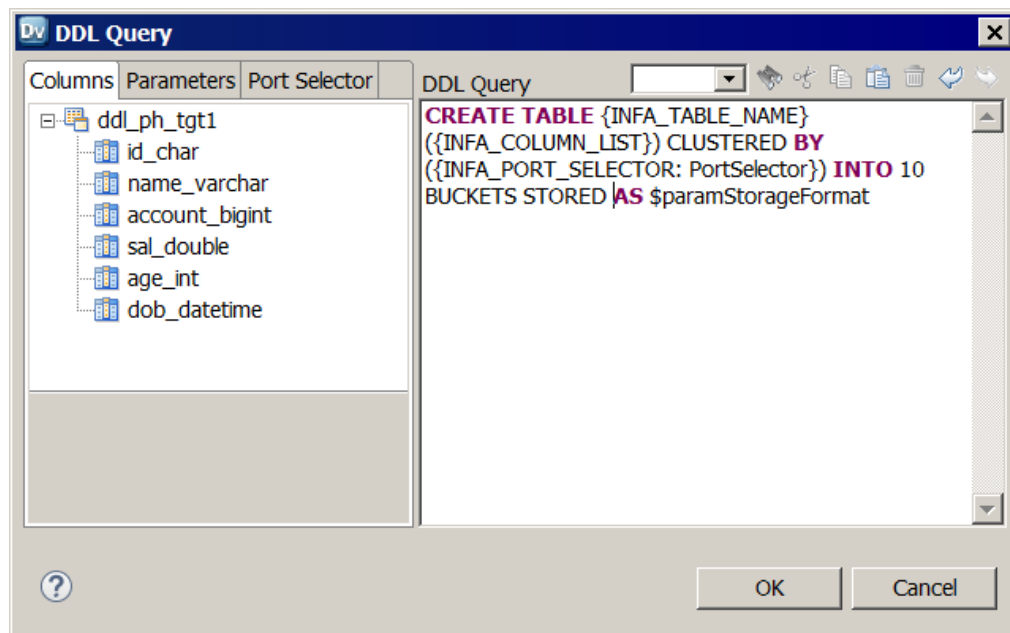 Dv DDL Query
Columns Parameters Port Selector
ddl_ph_tgt1
id_char
name_varchar
account_bigint
sal_double
age_int
dob_datetime
DDL Query
CREATE TABLE {INFA_TABLE_NAME}
({INFA_COLUMN_LIST}) CLUSTERED BY
({INFA_PORT_SELECTOR: PortSelector}) INTO 10
BUCKETS STORED AS $paramStorageFormat
?
OK Cancel